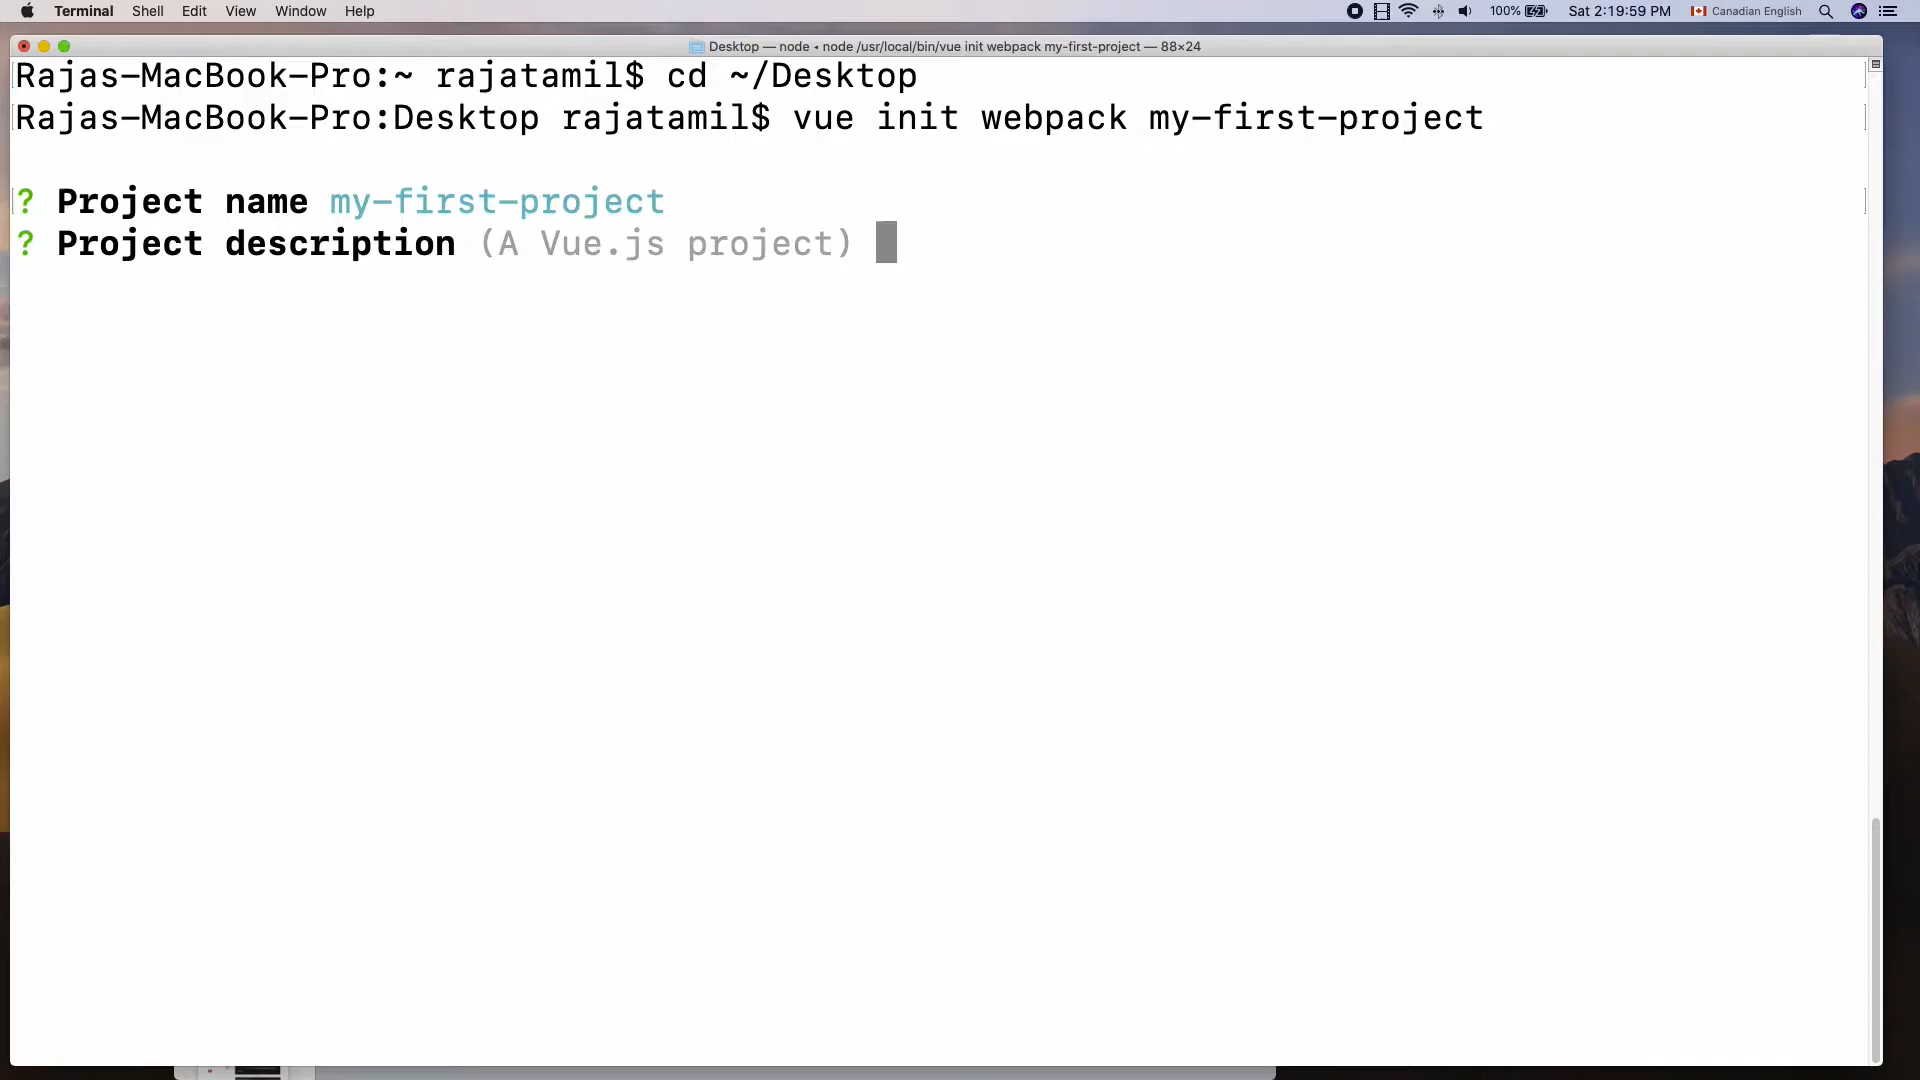 Terminal Shell Edit View Window Help 100% Sat 2:19:59 PM Canadian English
Desktop — node ◂ node /usr/local/bin/vue init webpack my-first-project — 88×24
Rajas-MacBook-Pro:~ rajatamil$ cd ~/Desktop
Rajas-MacBook-Pro:Desktop rajatamil$ vue init webpack my-first-project
? Project name my-first-project
? Project description (A Vue.js project)